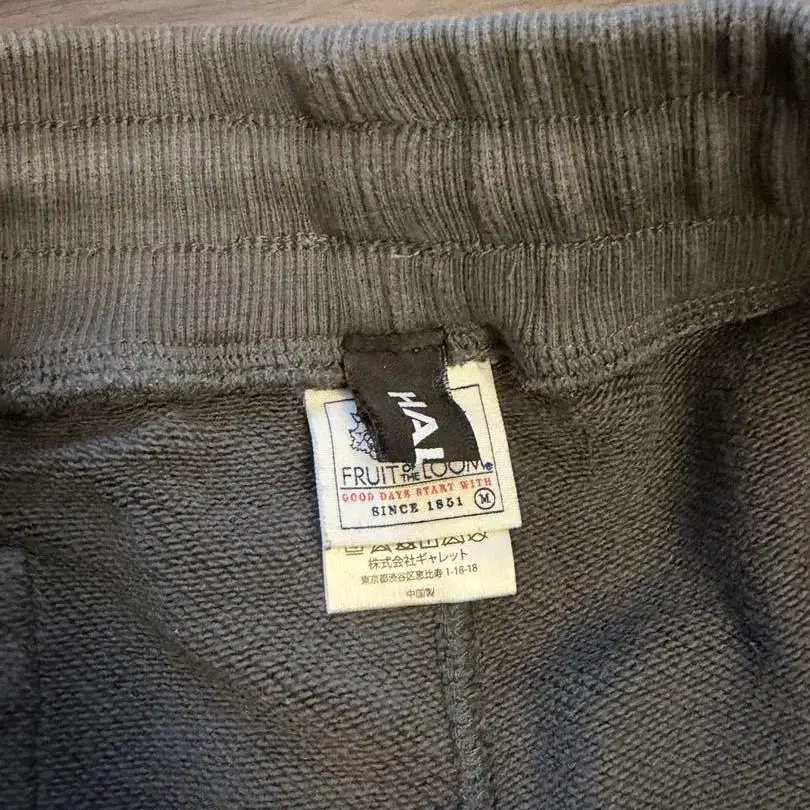 HAL
FRUIT OF THE LOOM
GOOD DAYS START WITH
SINCE 1851 M
株式会社ギャレット
東京都渋谷区恵比寿 1-18-18
中国製